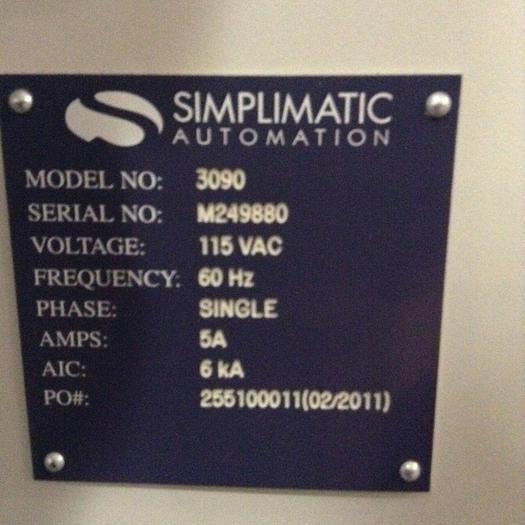 SIMPLIMATIC
AUTOMATION
MODEL NO: 3090
SERIAL NO: M249880
VOLTAGE: 115 VAC
FREQUENCY: 60 Hz
PHASE: SINGLE
AMPS: 5A
AIC: 6 kA
PO#: 255100011(02/2011)